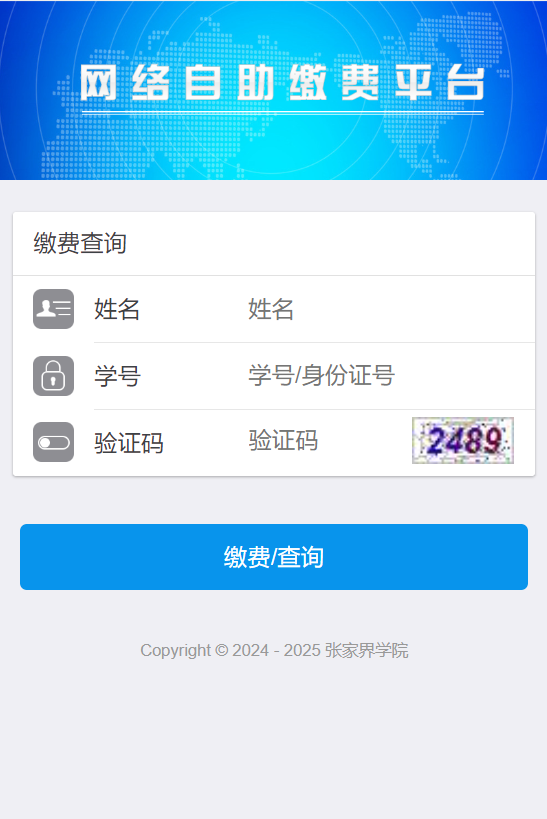 网络自助缴费平台
缴费查询
姓名 姓名
学号 学号/身份证号
验证码 验证码 2489
缴费/查询
Copyright © 2024 - 2025 张家界学院